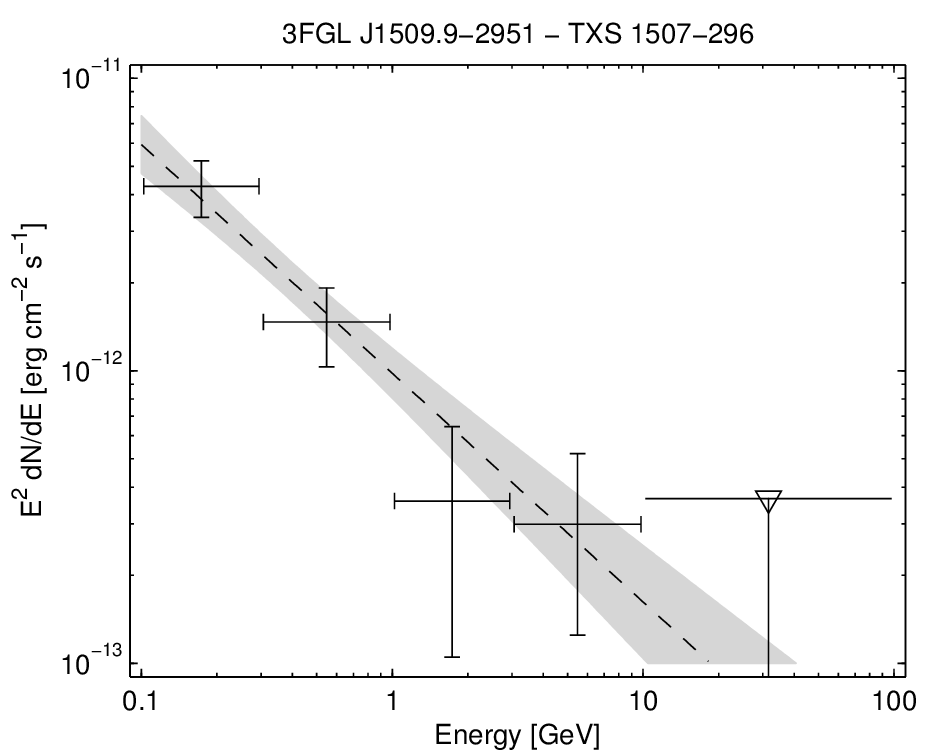 3FGL J1509.9−2951 − TXS 1507−296
10⁻¹¹
10⁻¹²
10⁻¹³
E² dN/dE [erg cm⁻² s⁻¹]
0.1 1 10 100
Energy [GeV]